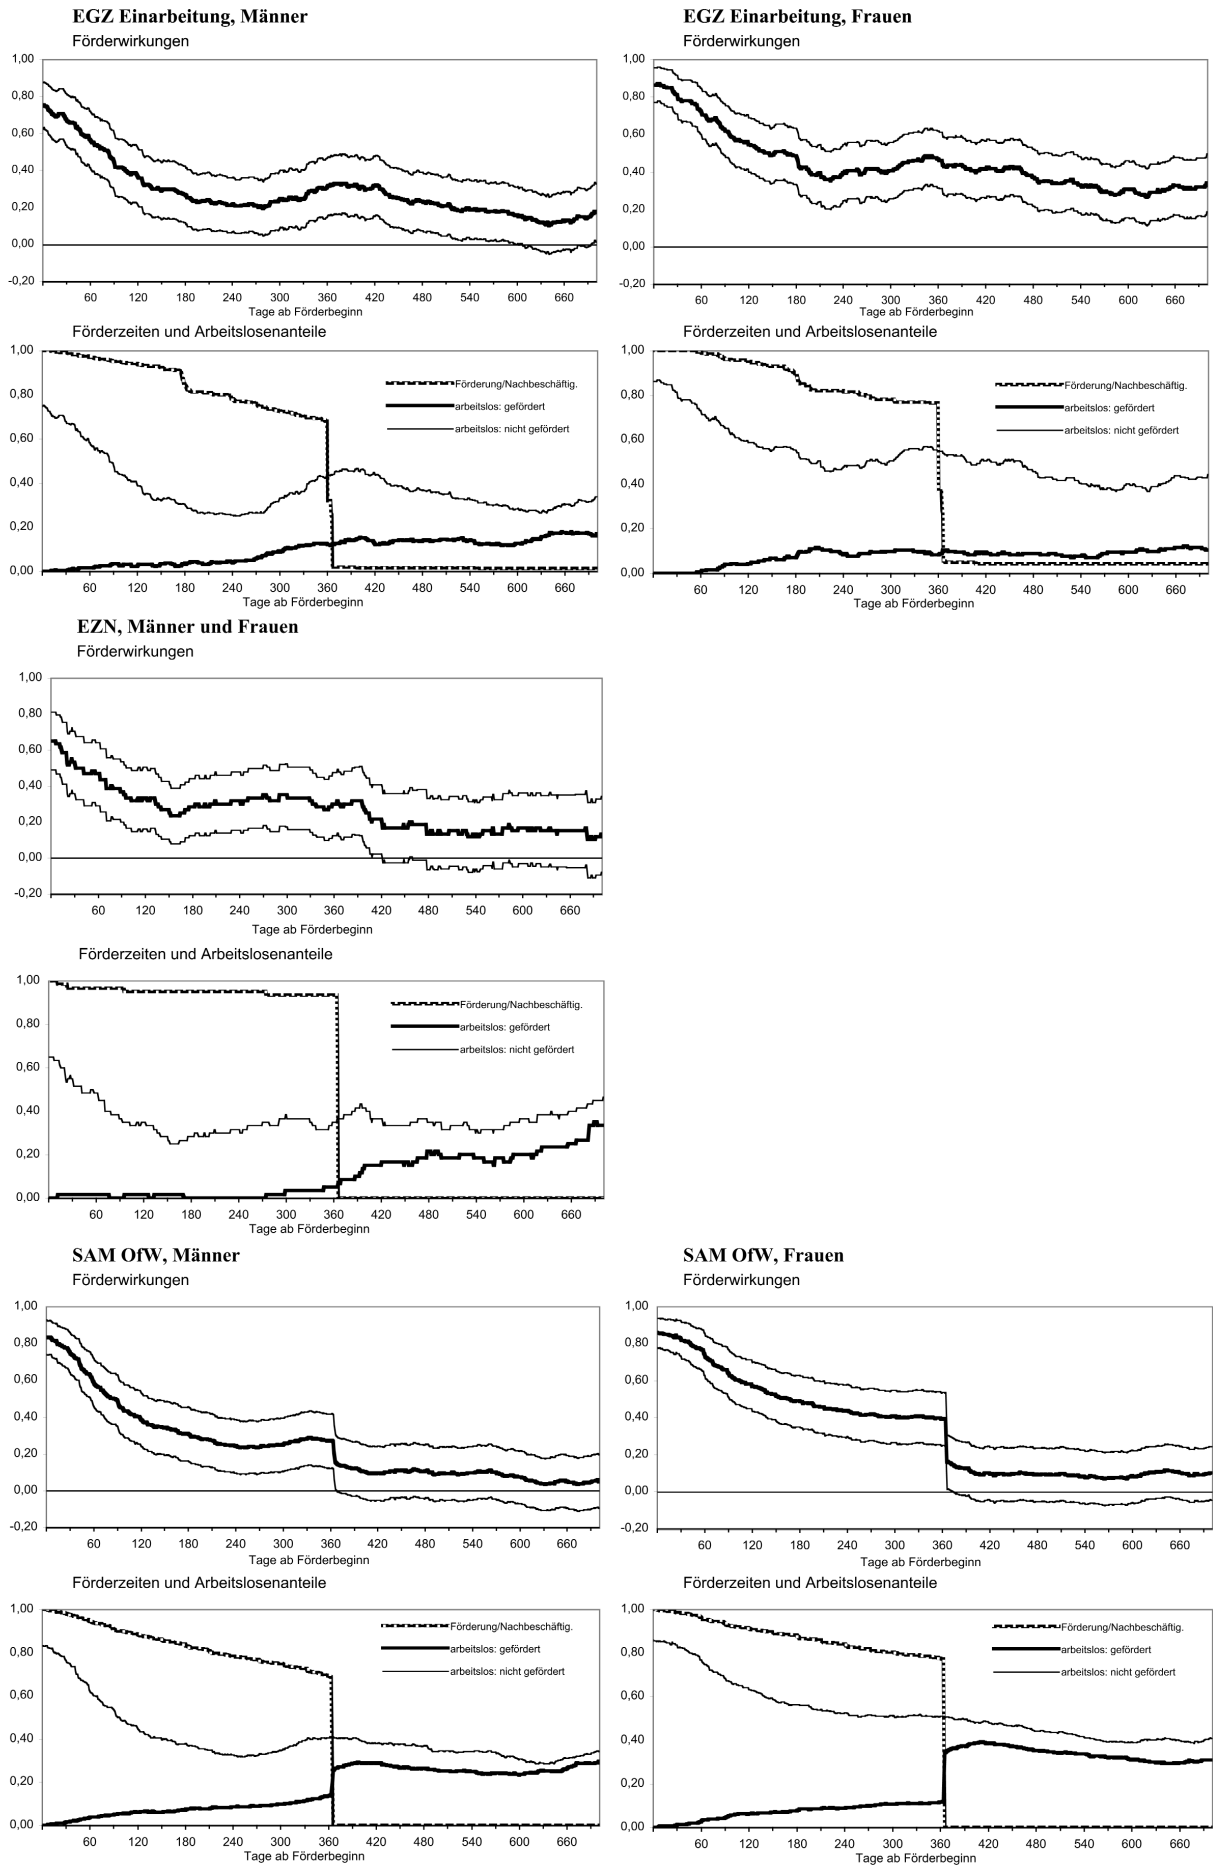 EGZ Einarbeitung, Männer
Förderwirkungen
1,00
0,80
0,60
0,40
0,20
0,00
-0,20
60 120 180 240 300 360 420 480 540 600 660
Tage ab Förderbeginn
EGZ Einarbeitung, Frauen
Förderwirkungen
1,00
0,80
0,60
0,40
0,20
0,00
-0,20
60 120 180 240 300 360 420 480 540 600 660
Tage ab Förderbeginn
Förderzeiten und Arbeitslosenanteile
1,00
0,80
0,60
0,40
0,20
0,00
Förderung/Nachbeschäftig.
arbeitslos: gefördert
arbeitslos: nicht gefördert
60 120 180 240 300 360 420 480 540 600 660
Tage ab Förderbeginn
Förderzeiten und Arbeitslosenanteile
1,00
0,80
0,60
0,40
0,20
0,00
Förderung/Nachbeschäftig.
arbeitslos: gefördert
arbeitslos: nicht gefördert
60 120 180 240 300 360 420 480 540 600 660
Tage ab Förderbeginn
EZN, Männer und Frauen
Förderwirkungen
1,00
0,80
0,60
0,40
0,20
0,00
-0,20
60 120 180 240 300 360 420 480 540 600 660
Tage ab Förderbeginn
Förderzeiten und Arbeitslosenanteile
1,00
0,80
0,60
0,40
0,20
0,00
Förderung/Nachbeschäftig.
arbeitslos: gefördert
arbeitslos: nicht gefördert
60 120 180 240 300 360 420 480 540 600 660
Tage ab Förderbeginn
SAM OfW, Männer
Förderwirkungen
1,00
0,80
0,60
0,40
0,20
0,00
-0,20
60 120 180 240 300 360 420 480 540 600 660
Tage ab Förderbeginn
SAM OfW, Frauen
Förderwirkungen
1,00
0,80
0,60
0,40
0,20
0,00
-0,20
60 120 180 240 300 360 420 480 540 600 660
Tage ab Förderbeginn
Förderzeiten und Arbeitslosenanteile
1,00
0,80
0,60
0,40
0,20
0,00
Förderung/Nachbeschäftig.
arbeitslos: gefördert
arbeitslos: nicht gefördert
60 120 180 240 300 360 420 480 540 600 660
Tage ab Förderbeginn
Förderzeiten und Arbeitslosenanteile
1,00
0,80
0,60
0,40
0,20
0,00
Förderung/Nachbeschäftig.
arbeitslos: gefördert
arbeitslos: nicht gefördert
60 120 180 240 300 360 420 480 540 600 660
Tage ab Förderbeginn